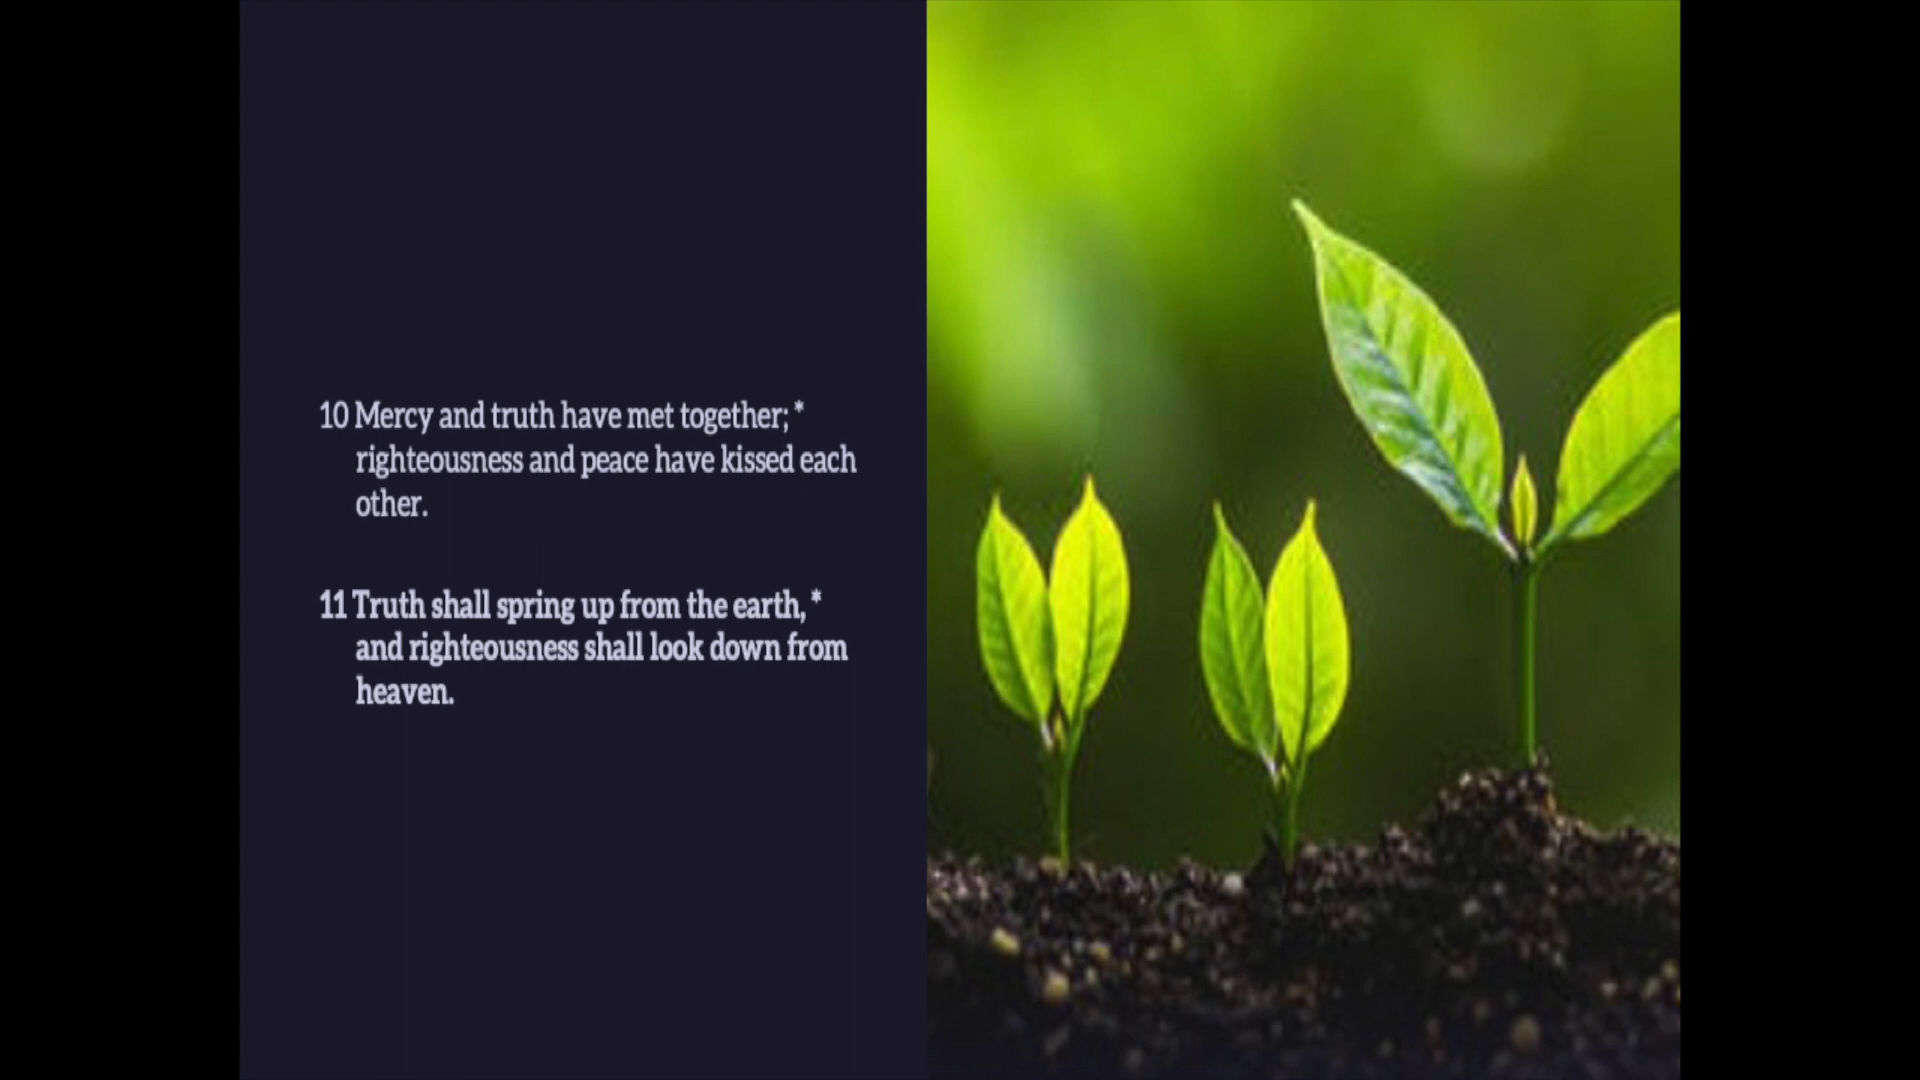 10 Mercy and truth have met together; *
righteousness and peace have kissed each
other.
11 Truth shall spring up from the earth, *
and righteousness shall look down from
heaven.